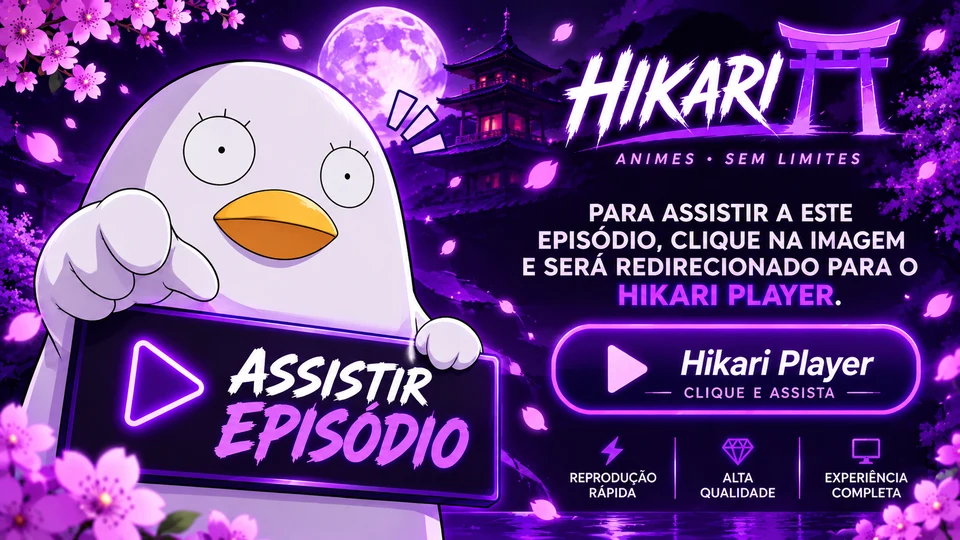 HIKARI
ANIMES • SEM LIMITES
PARA ASSISTIR A ESTE
EPISÓDIO, CLIQUE NA IMAGEM
E SERÁ REDIRECIONADO PARA O
HIKARI PLAYER.
Hikari Player
CLIQUE E ASSISTA
ASSISTIR
EPISÓDIO
REPRODUÇÃO
RÁPIDA
ALTA
QUALIDADE
EXPERIÊNCIA
COMPLETA